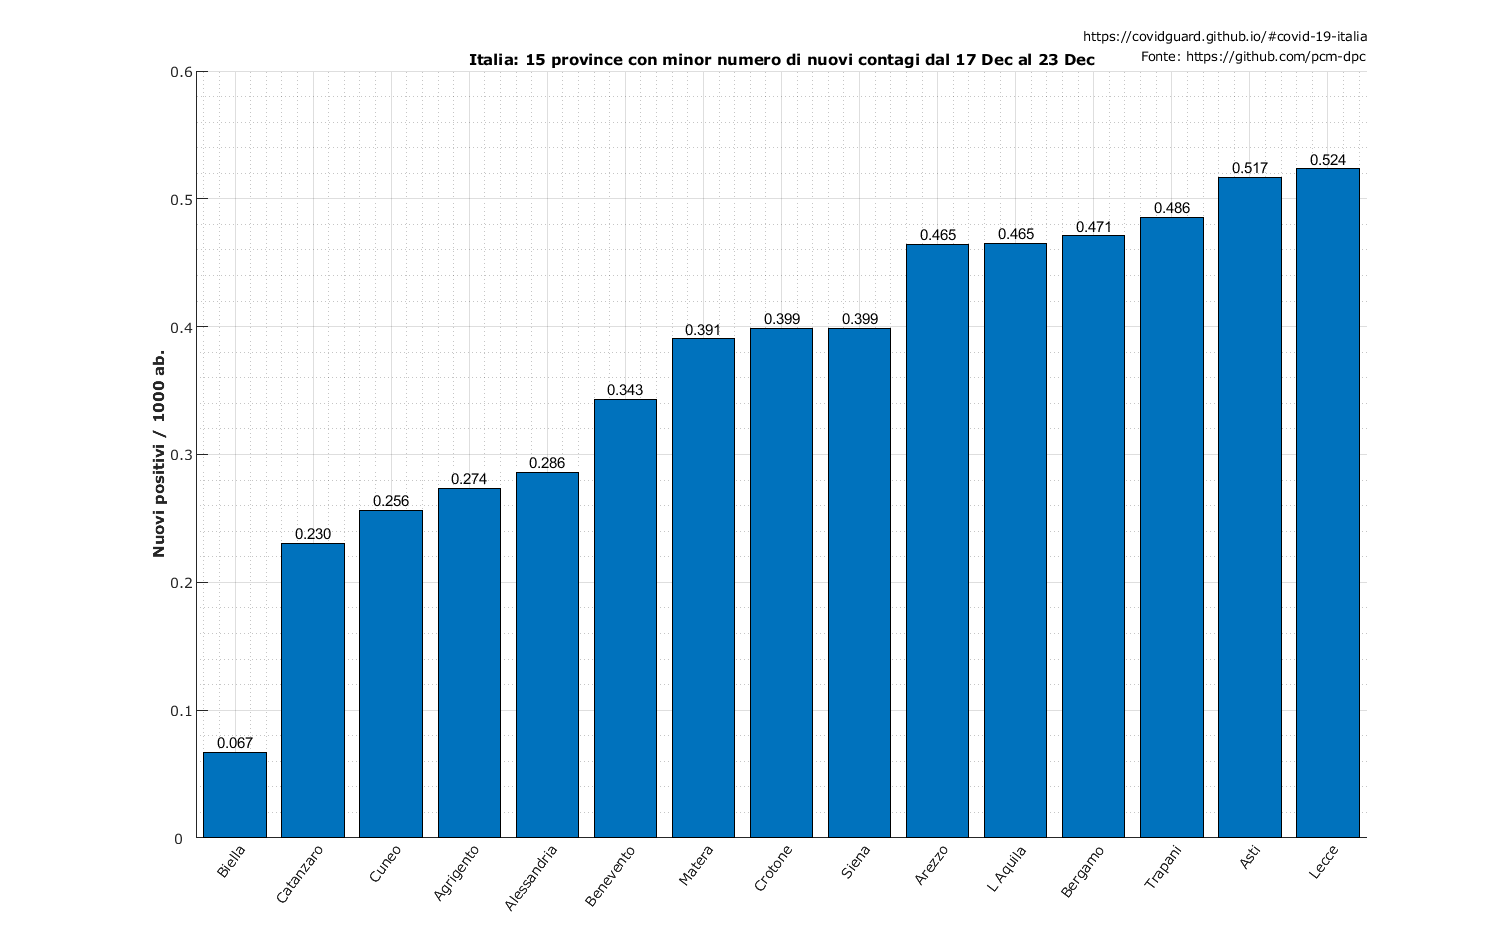 https://covidguard.github.io/#covid-19-italia
Fonte: https://github.com/pcm-dpc
Italia: 15 province con minor numero di nuovi contagi dal 17 Dec al 23 Dec
Nuovi positivi / 1000 ab.
0.6
0.5
0.4
0.3
0.2
0.1
0
0.067
0.230
0.256
0.274
0.286
0.343
0.391
0.399
0.399
0.465
0.465
0.471
0.486
0.517
0.524
Biella
Catanzaro
Cuneo
Agrigento
Alessandria
Benevento
Matera
Crotone
Siena
Arezzo
L Aquila
Bergamo
Trapani
Asti
Lecce